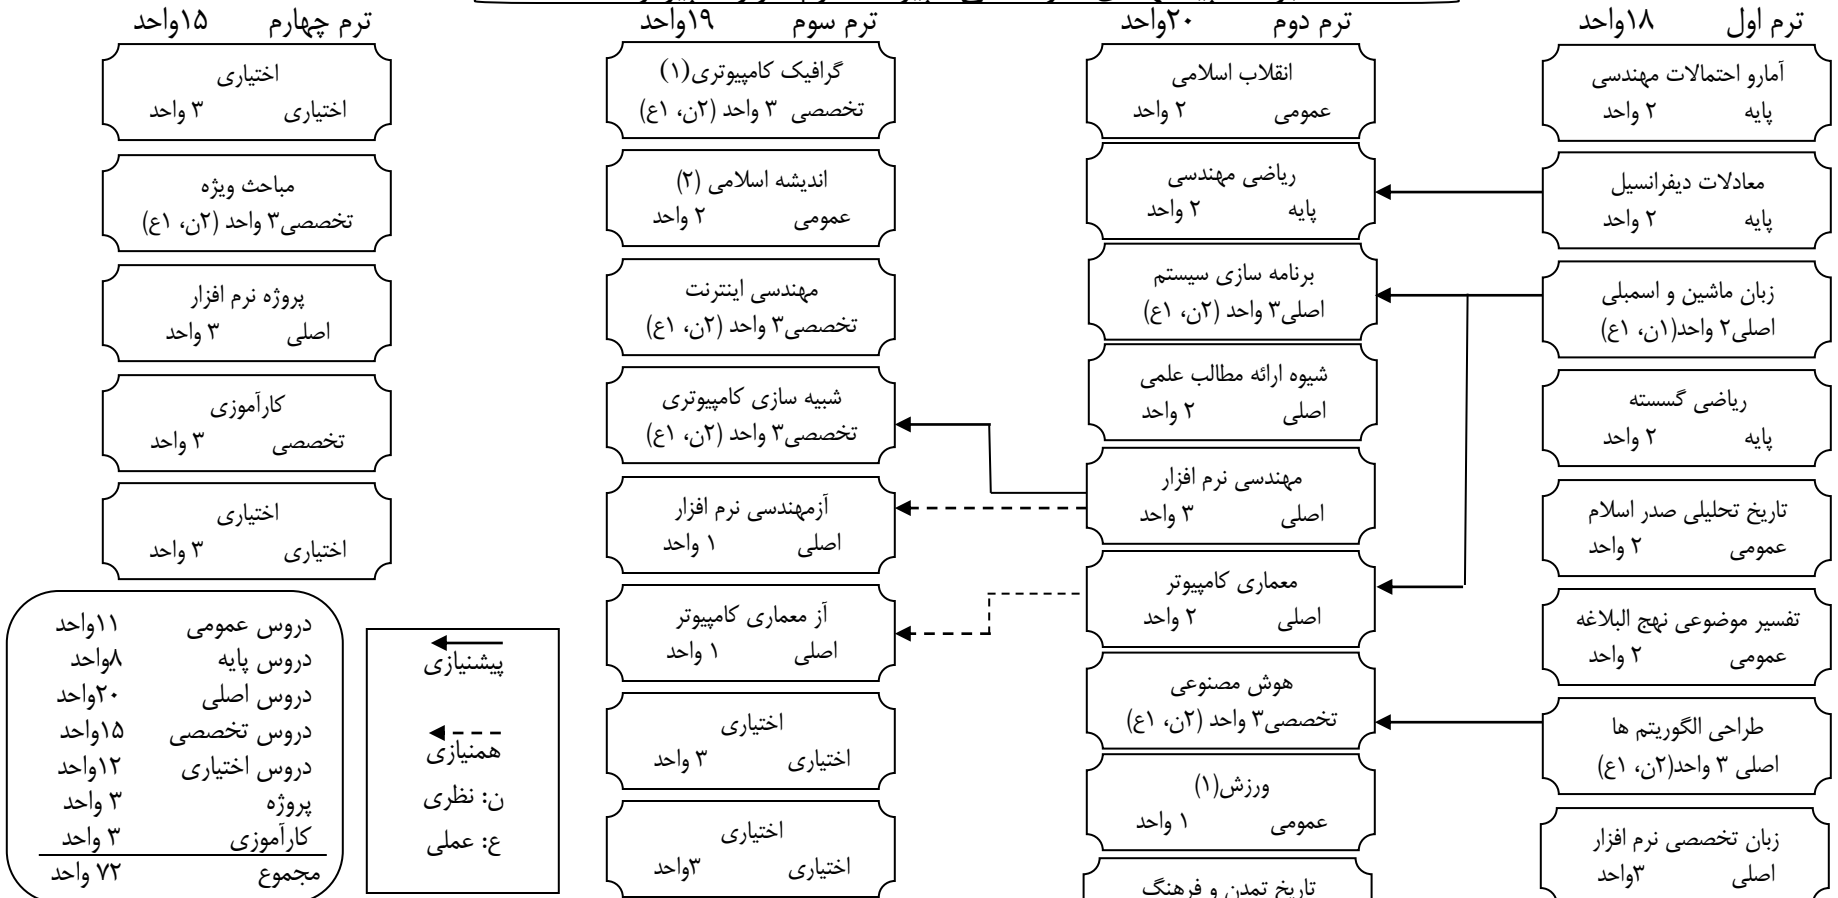 ترم اول ۱۸واحد
آمارو احتمالات مهندسی
پایه ۲ واحد
معادلات دیفرانسیل
پایه ۲ واحد
زبان ماشین و اسمبلی
اصلی۲ واحد(۱ن، ۱ع)
ریاضی گسسته
پایه ۲ واحد
تاریخ تحلیلی صدر اسلام
عمومی ۲ واحد
تفسیر موضوعی نهج البلاغه
عمومی ۲ واحد
طراحی الگوریتم ها
اصلی ۳ واحد(۲ن، ۱ع)
زبان تخصصی نرم افزار
اصلی ۳واحد
ترم دوم ۲۰واحد
انقلاب اسلامی
عمومی ۲ واحد
ریاضی مهندسی
پایه ۲ واحد
برنامه سازی سیستم
اصلی۳ واحد (۲ن، ۱ع)
شیوه ارائه مطالب علمی
اصلی ۲ واحد
مهندسی نرم افزار
اصلی ۳ واحد
معماری کامپیوتر
اصلی ۲ واحد
هوش مصنوعی
تخصصی۳ واحد (۲ن، ۱ع)
ورزش(۱)
عمومی ۱ واحد
تاریخ تمدن و فرهنگ
ترم سوم ۱۹واحد
گرافیک کامپیوتری(۱)
تخصصی ۳ واحد (۲ن، ۱ع)
اندیشه اسلامی (۲)
عمومی ۲ واحد
مهندسی اینترنت
تخصصی۳ واحد (۲ن، ۱ع)
شبیه سازی کامپیوتری
تخصصی۳ واحد (۲ن، ۱ع)
آزمهندسی نرم افزار
اصلی ۱ واحد
آز معماری کامپیوتر
اصلی ۱ واحد
اختیاری
اختیاری ۳ واحد
اختیاری
اختیاری ۳واحد
ترم چهارم ۱۵واحد
اختیاری
اختیاری ۳ واحد
مباحث ویژه
تخصصی۳ واحد (۲ن، ۱ع)
پروژه نرم افزار
اصلی ۳ واحد
کارآموزی
تخصصی ۳ واحد
اختیاری
اختیاری ۳ واحد
پیشنیازی
همنیازی
ن: نظری
ع: عملی
دروس عمومی ۱۱واحد
دروس پایه ۸واحد
دروس اصلی ۲۰واحد
دروس تخصصی ۱۵واحد
دروس اختیاری ۱۲واحد
پروژه ۳ واحد
کارآموزی ۳ واحد
مجموع ۷۲ واحد